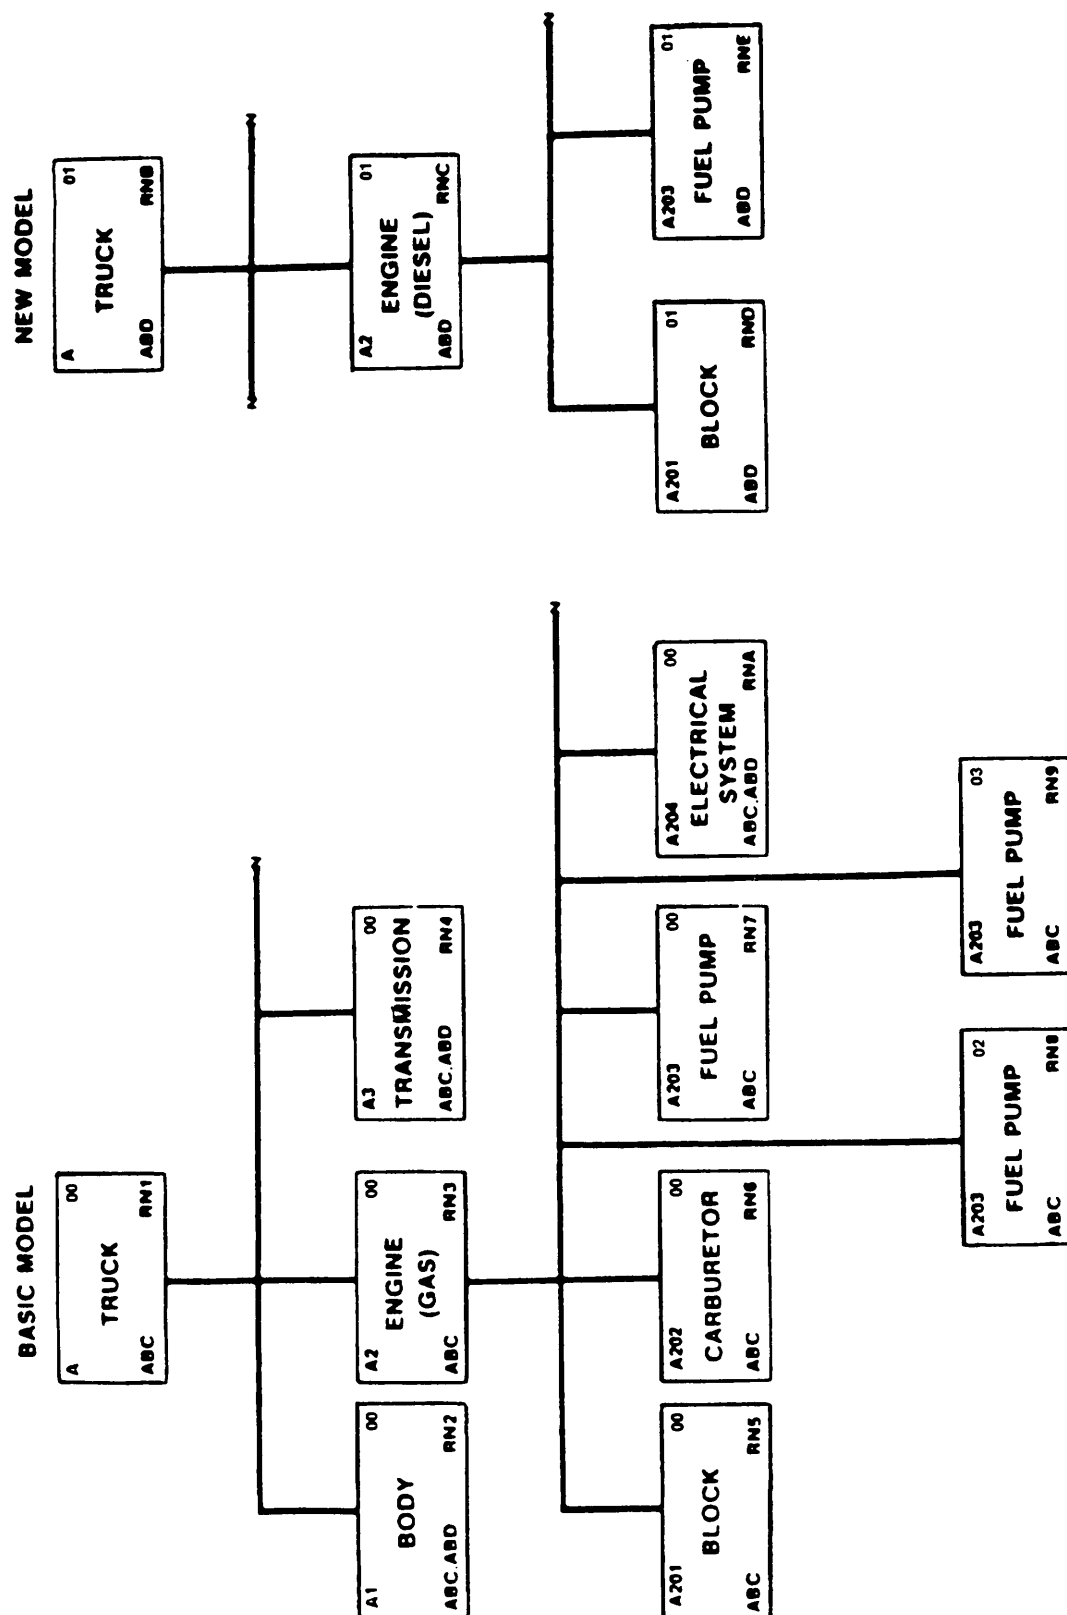 BASIC MODEL
A 00
TRUCK
ABC RN1
A1 00
BODY
ABC.ABD RN2
A2 00
ENGINE
(GAS)
ABC RN3
A3 00
TRANSMISSION
ABC.ABD RN4
A201 00
BLOCK
ABC RN5
A202 00
CARBURETOR
ABC RN6
A203 00
FUEL PUMP
ABC RN7
A204 00
ELECTRICAL
SYSTEM
ABC.ABD RNA
A203 02
FUEL PUMP
ABC RN8
A203 03
FUEL PUMP
ABC RN9
NEW MODEL
A 01
TRUCK
ABD RNB
A2 01
ENGINE
(DIESEL)
ABD RNC
A201 01
BLOCK
ABD RND
A203 01
FUEL PUMP
ABD RNE